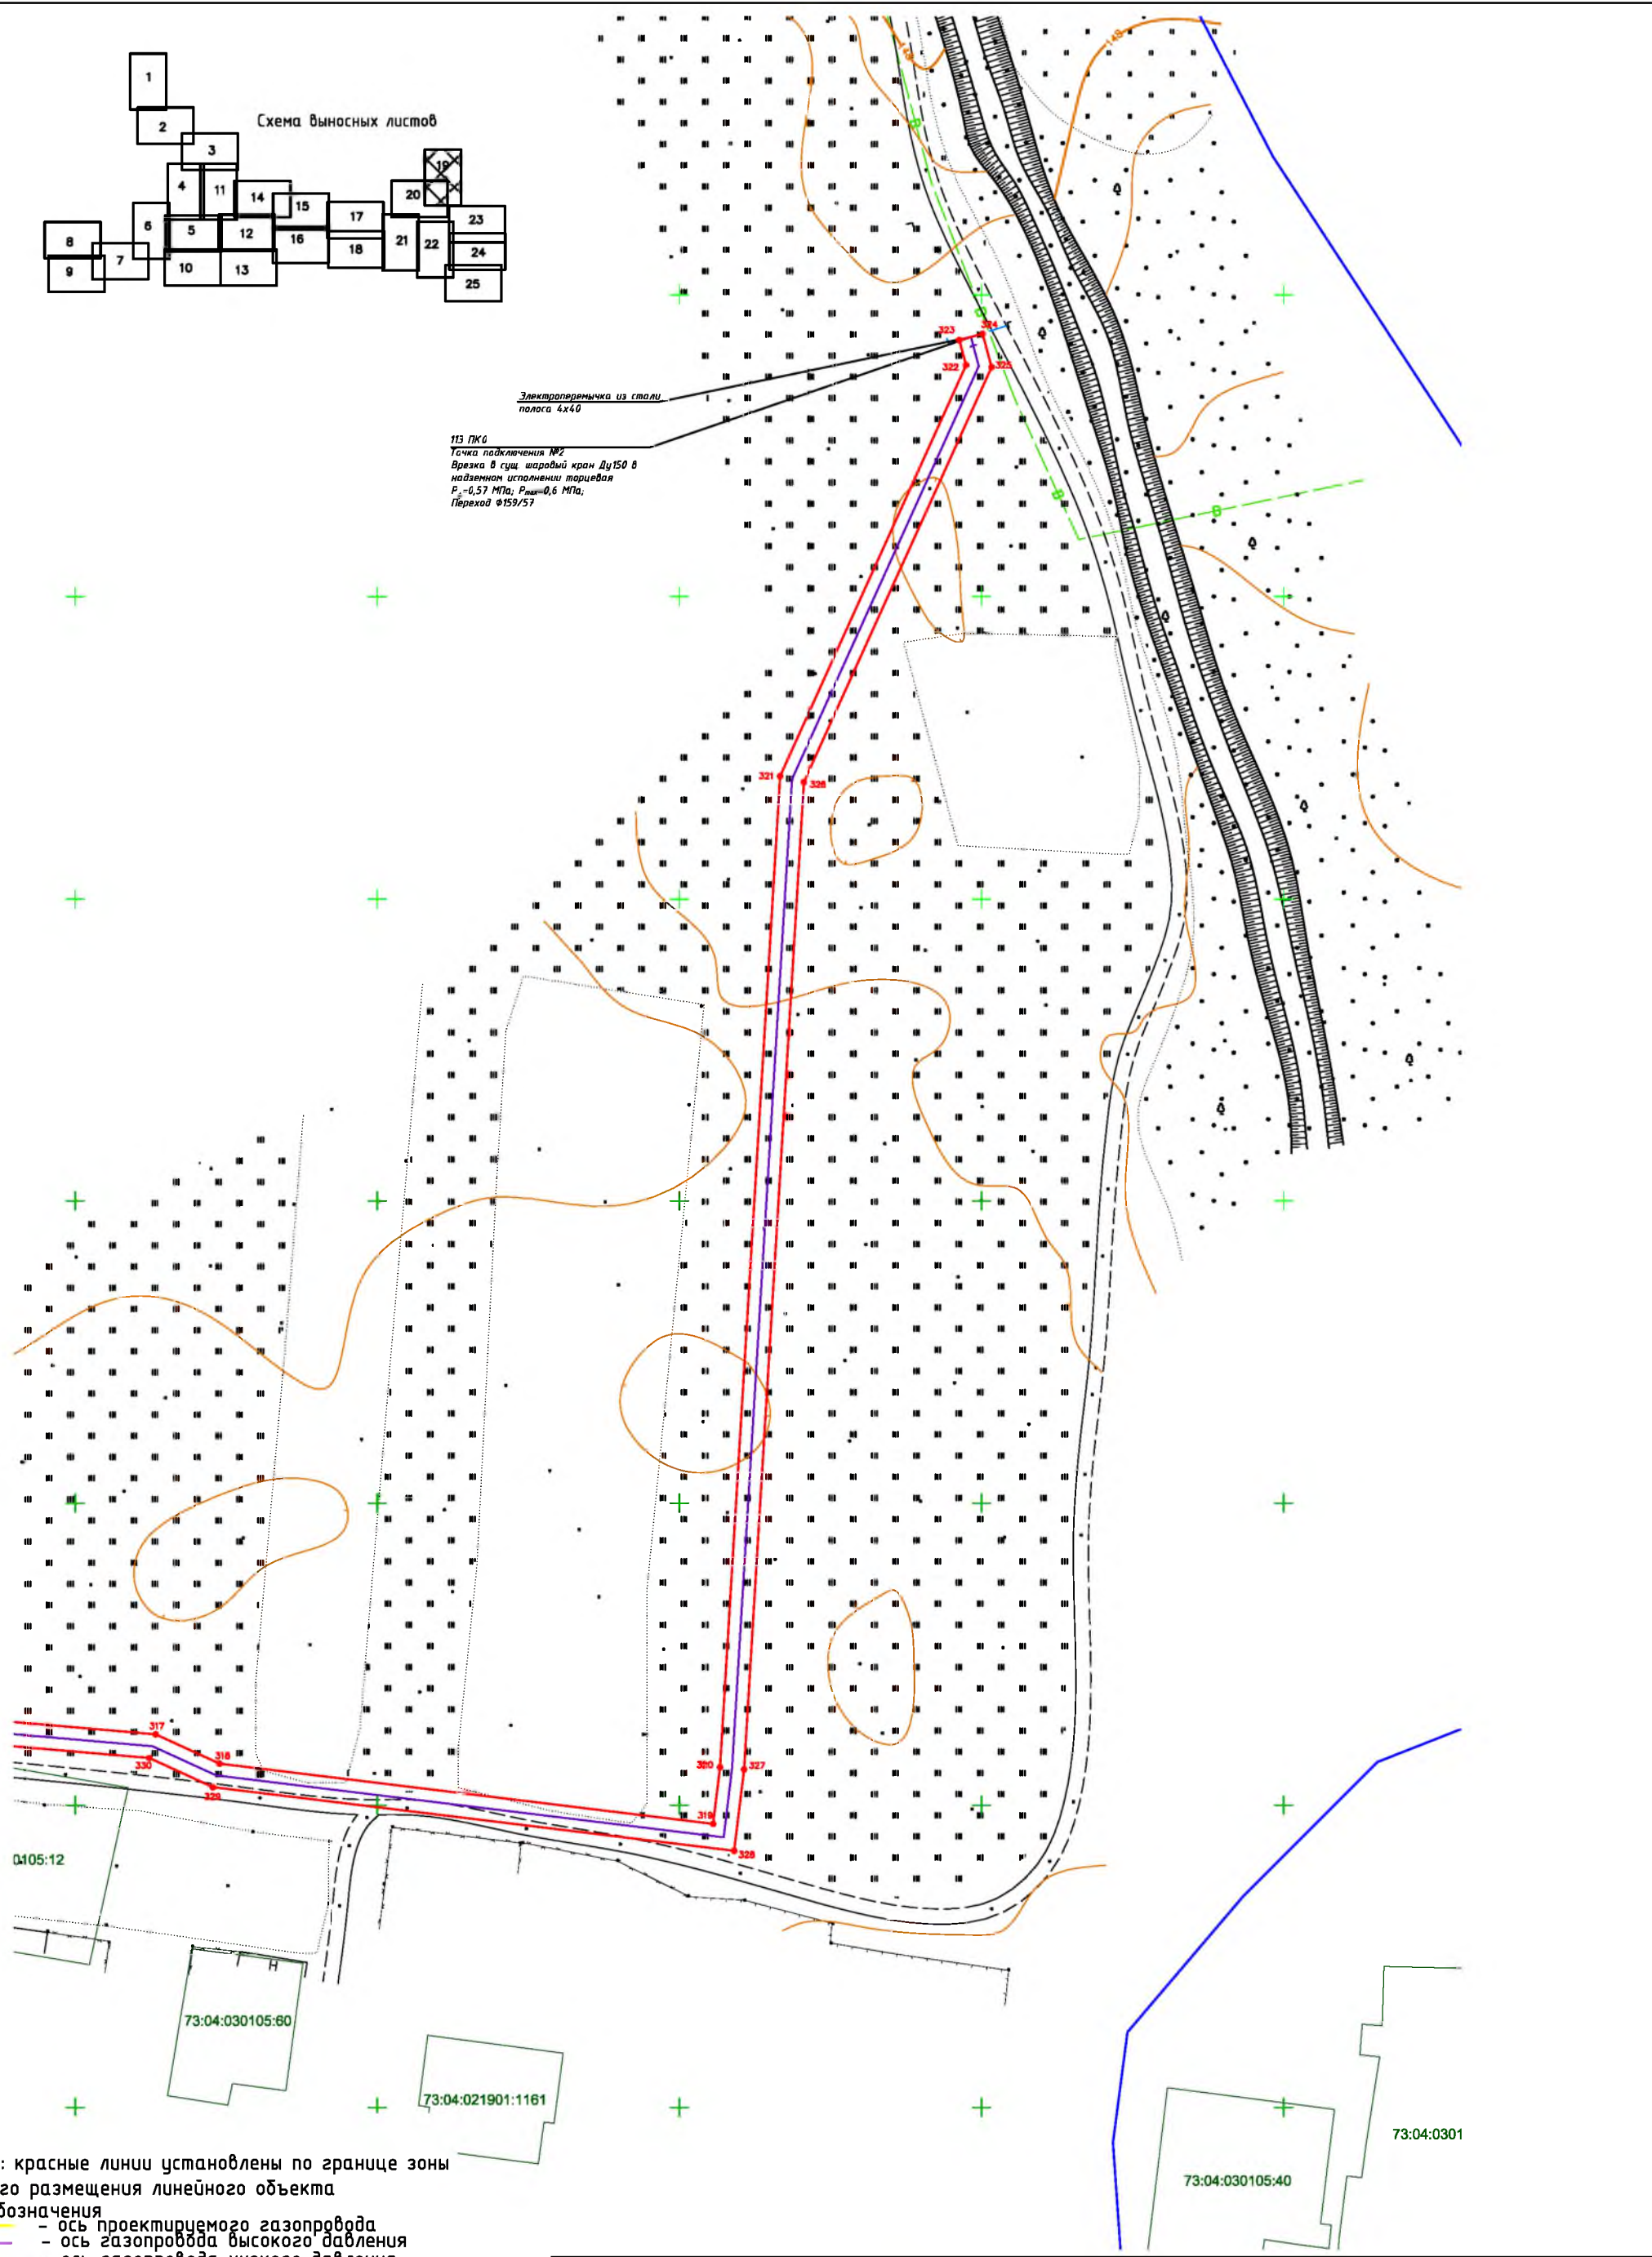 1
2
Схема выносных листов
3
19
4
11
14
20
15
17
23
6
5
12
16
21
22
8
18
24
7
9
10
13
25
148
148
В
В
323
324
322
325
Электроперемычка из стали
полоса 4х40
113 ПК0
Точка подключения №2
Врезка в сущ. шаровый кран Ду150 в
надземном исполнении торцевая
=0,57 МПа; Pmax=0,6 МПа;
Переход Ф159/57
В
В
321
326
317
318
330
320
327
329
319
328
0105:12
Н
73:04:030105:60
73:04:021901:1161
73:04:0301
: красные линии установлены по границе зоны
73:04:030105:40
го размещения линейного объекта
бозначения
- ось проектируемого газопровода
- ось газопровода высокого давления